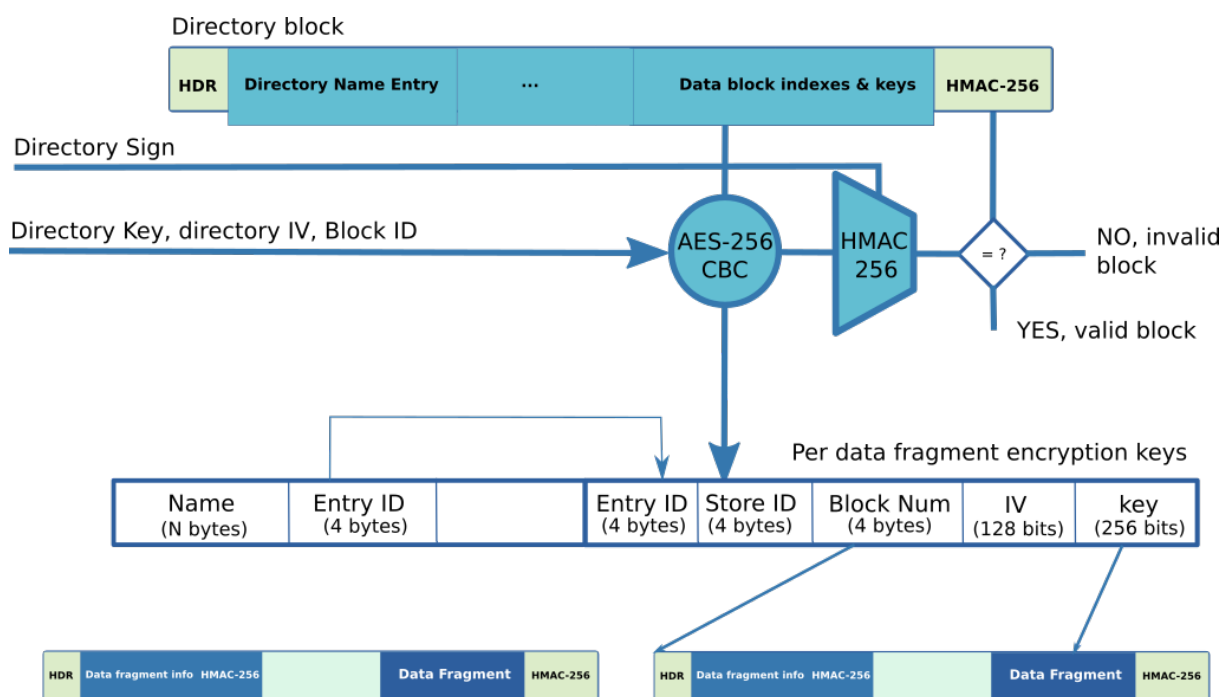 Directory block
HDR
Directory Name Entry
...
Data block indexes & keys
HMAC-256
Directory Sign
Directory Key, directory IV, Block ID
AES-256
CBC
HMAC
256
= ?
NO, invalid
block
YES, valid block
Per data fragment encryption keys
Name
(N bytes)
Entry ID
(4 bytes)
Entry ID
(4 bytes)
Store ID
(4 bytes)
Block Num
(4 bytes)
IV
(128 bits)
key
(256 bits)
HDR
Data fragment info HMAC-256
Data Fragment
HMAC-256
HDR
Data fragment info HMAC-256
Data Fragment
HMAC-256